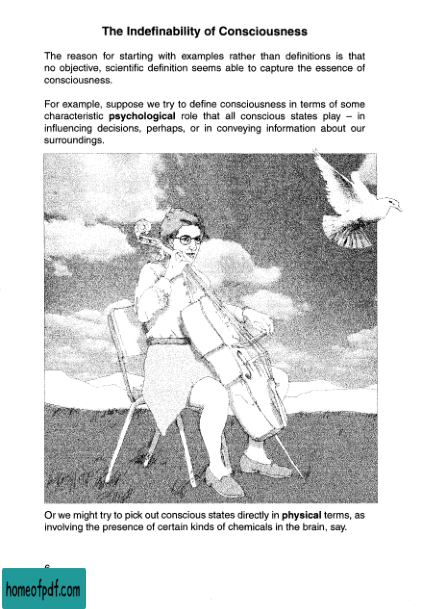 The Indefinability of Consciousness
The reason for starting with examples rather than definitions is that
no objective, scientific definition seems able to capture the essence of
consciousness.
For example, suppose we try to define consciousness in terms of some
characteristic psychological role that all conscious states play – in
influencing decisions, perhaps, or in conveying information about our
surroundings.
Or we might try to pick out conscious states directly in physical terms, as
involving the presence of certain kinds of chemicals in the brain, say.
homeofpdf.com